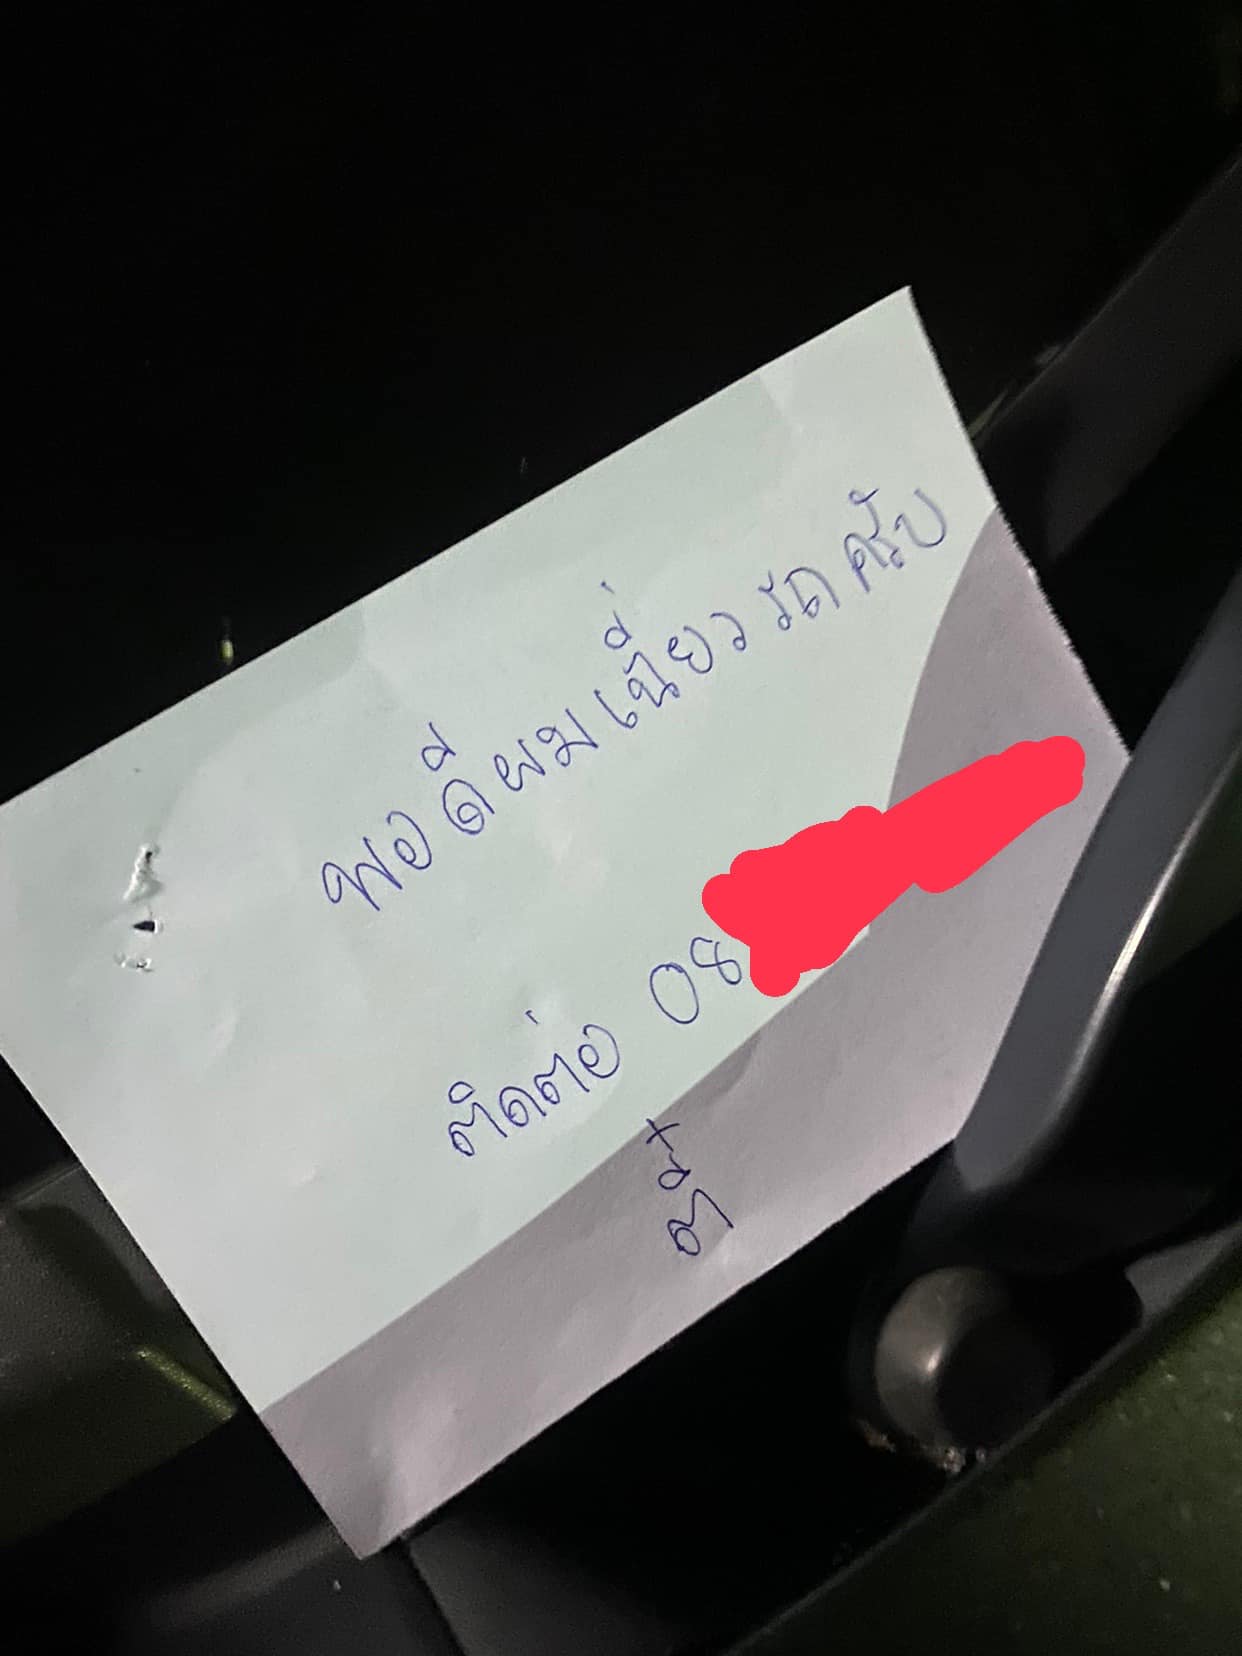 พอดีผมเฉี่ยวรถครับ
ติดต่อ 08
ตี๋